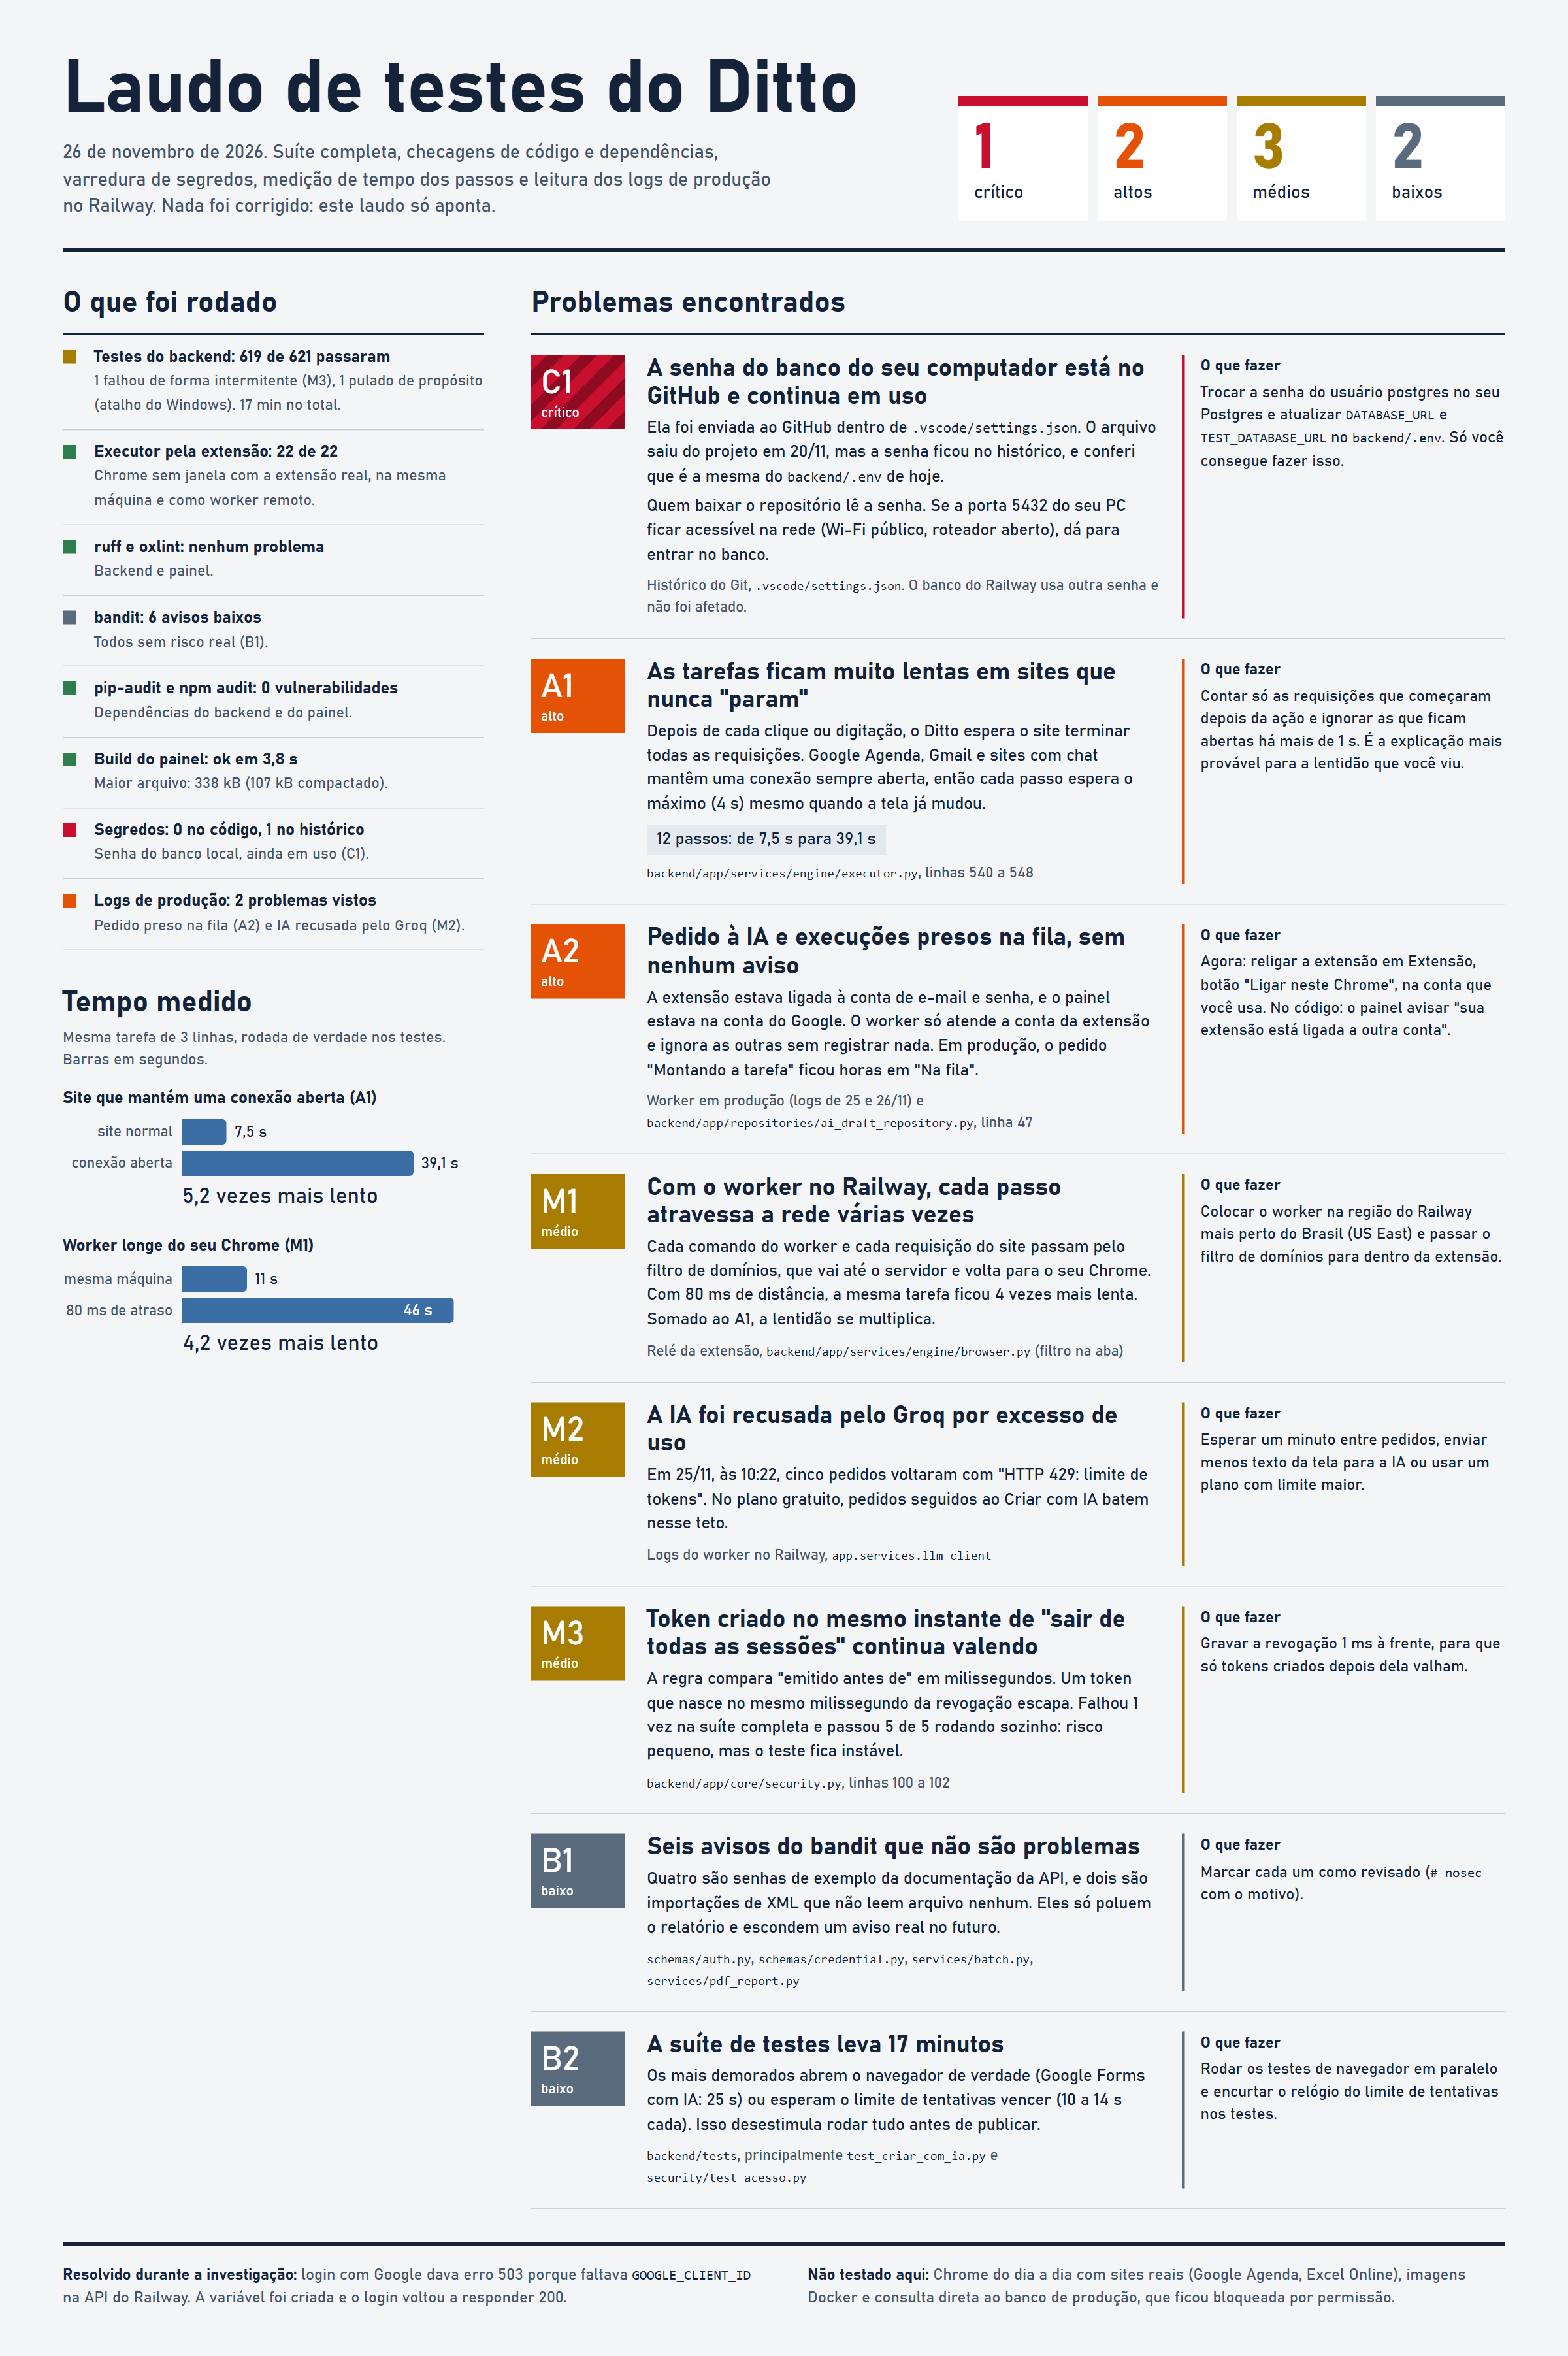 Laudo de testes do Ditto
26 de novembro de 2026. Suíte completa, checagens de código e dependências,
varredura de segredos, medição de tempo dos passos e leitura dos logs de produção
no Railway. Nada foi corrigido: este laudo só aponta.
1
crítico
2
altos
3
médios
2
baixos
O que foi rodado
Testes do backend: 619 de 621 passaram
1 falhou de forma intermitente (M3), 1 pulado de propósito
(atalho do Windows). 17 min no total.
Executor pela extensão: 22 de 22
Chrome sem janela com a extensão real, na mesma
máquina e como worker remoto.
ruff e oxlint: nenhum problema
Backend e painel.
bandit: 6 avisos baixos
Todos sem risco real (B1).
pip-audit e npm audit: 0 vulnerabilidades
Dependências do backend e do painel.
Build do painel: ok em 3,8 s
Maior arquivo: 338 kB (107 kB compactado).
Segredos: 0 no código, 1 no histórico
Senha do banco local, ainda em uso (C1).
Logs de produção: 2 problemas vistos
Pedido preso na fila (A2) e IA recusada pelo Groq (M2).
Tempo medido
Mesma tarefa de 3 linhas, rodada de verdade nos testes.
Barras em segundos.
Site que mantém uma conexão aberta (A1)
site normal 7,5 s
conexão aberta 39,1 s
5,2 vezes mais lento
Worker longe do seu Chrome (M1)
mesma máquina 11 s
80 ms de atraso 46 s
4,2 vezes mais lento
Problemas encontrados
C1
crítico
A senha do banco do seu computador está no
GitHub e continua em uso
Ela foi enviada ao GitHub dentro de .vscode/settings.json. O arquivo
saiu do projeto em 20/11, mas a senha ficou no histórico, e conferi
que é a mesma do backend/.env de hoje.
Quem baixar o repositório lê a senha. Se a porta 5432 do seu PC
ficar acessível na rede (Wi-Fi público, roteador aberto), dá para
entrar no banco.
Histórico do Git, .vscode/settings.json. O banco do Railway usa outra senha e
não foi afetado.
O que fazer
Trocar a senha do usuário postgres no seu
Postgres e atualizar DATABASE_URL e
TEST_DATABASE_URL no backend/.env. Só você
consegue fazer isso.
A1
alto
As tarefas ficam muito lentas em sites que
nunca "param"
Depois de cada clique ou digitação, o Ditto espera o site terminar
todas as requisições. Google Agenda, Gmail e sites com chat
mantêm uma conexão sempre aberta, então cada passo espera o
máximo (4 s) mesmo quando a tela já mudou.
12 passos: de 7,5 s para 39,1 s
backend/app/services/engine/executor.py, linhas 540 a 548
O que fazer
Contar só as requisições que começaram
depois da ação e ignorar as que ficam
abertas há mais de 1 s. É a explicação mais
provável para a lentidão que você viu.
A2
alto
Pedido à IA e execuções presos na fila, sem
nenhum aviso
A extensão estava ligada à conta de e-mail e senha, e o painel
estava na conta do Google. O worker só atende a conta da extensão
e ignora as outras sem registrar nada. Em produção, o pedido
"Montando a tarefa" ficou horas em "Na fila".
Worker em produção (logs de 25 e 26/11) e
backend/app/repositories/ai_draft_repository.py, linha 47
O que fazer
Agora: religar a extensão em Extensão,
botão "Ligar neste Chrome", na conta que
você usa. No código: o painel avisar "sua
extensão está ligada a outra conta".
M1
médio
Com o worker no Railway, cada passo
atravessa a rede várias vezes
Cada comando do worker e cada requisição do site passam pelo
filtro de domínios, que vai até o servidor e volta para o seu Chrome.
Com 80 ms de distância, a mesma tarefa ficou 4 vezes mais lenta.
Somado ao A1, a lentidão se multiplica.
Relé da extensão, backend/app/services/engine/browser.py (filtro na aba)
O que fazer
Colocar o worker na região do Railway
mais perto do Brasil (US East) e passar o
filtro de domínios para dentro da extensão.
M2
médio
A IA foi recusada pelo Groq por excesso de
uso
Em 25/11, às 10:22, cinco pedidos voltaram com "HTTP 429: limite de
tokens". No plano gratuito, pedidos seguidos ao Criar com IA batem
nesse teto.
Logs do worker no Railway, app.services.llm_client
O que fazer
Esperar um minuto entre pedidos, enviar
menos texto da tela para a IA ou usar um
plano com limite maior.
M3
médio
Token criado no mesmo instante de "sair de
todas as sessões" continua valendo
A regra compara "emitido antes de" em milissegundos. Um token
que nasce no mesmo milissegundo da revogação escapa. Falhou 1
vez na suíte completa e passou 5 de 5 rodando sozinho: risco
pequeno, mas o teste fica instável.
backend/app/core/security.py, linhas 100 a 102
O que fazer
Gravar a revogação 1 ms à frente, para que
só tokens criados depois dela valham.
B1
baixo
Seis avisos do bandit que não são problemas
Quatro são senhas de exemplo da documentação da API, e dois são
importações de XML que não leem arquivo nenhum. Eles só poluem
o relatório e escondem um aviso real no futuro.
schemas/auth.py, schemas/credential.py, services/batch.py,
services/pdf_report.py
O que fazer
Marcar cada um como revisado (# nosec
com o motivo).
B2
baixo
A suíte de testes leva 17 minutos
Os mais demorados abrem o navegador de verdade (Google Forms
com IA: 25 s) ou esperam o limite de tentativas vencer (10 a 14 s
cada). Isso desestimula rodar tudo antes de publicar.
backend/tests, principalmente test_criar_com_ia.py e
security/test_acesso.py
O que fazer
Rodar os testes de navegador em paralelo
e encurtar o relógio do limite de tentativas
nos testes.
Resolvido durante a investigação: login com Google dava erro 503 porque faltava GOOGLE_CLIENT_ID
na API do Railway. A variável foi criada e o login voltou a responder 200.
Não testado aqui: Chrome do dia a dia com sites reais (Google Agenda, Excel Online), imagens
Docker e consulta direta ao banco de produção, que ficou bloqueada por permissão.